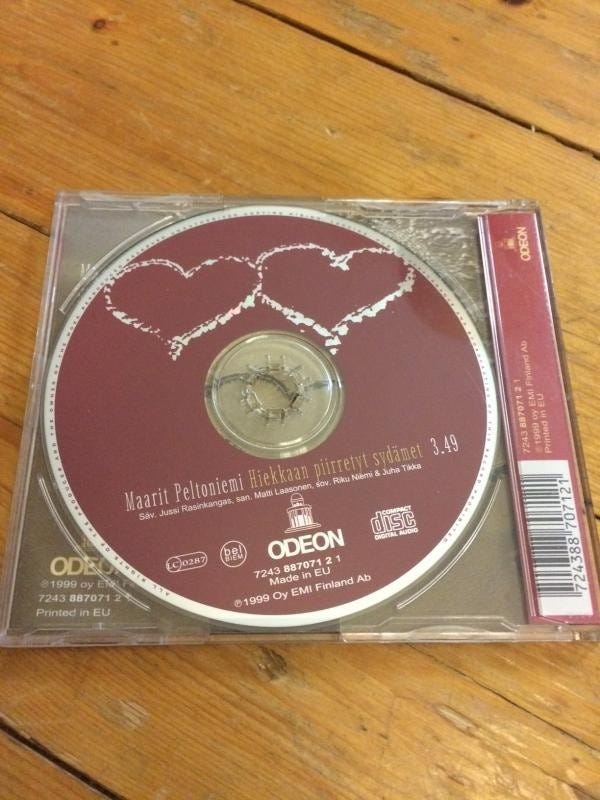 Maarit Peltoniemi Hiekkaan piirretyt sydämet 3.49
Säv. Jussi Rasinkangas, san. Matti Laasonen, sov. Riku Niemi & Juha Tikka
LC 0287
bel
BIEM
ODEON
COMPACT
disc
DIGITAL AUDIO
7243 887071 2 1
Made in EU
℗1999 Oy EMI Finland Ab
ODEON
℗1999 oy EMI Fin
7243 887071 2 1
Printed in EU
ODEON
7243 887071 2 1
℗1999 oy EMI Finland Ab
Printed in EU
1724388707121